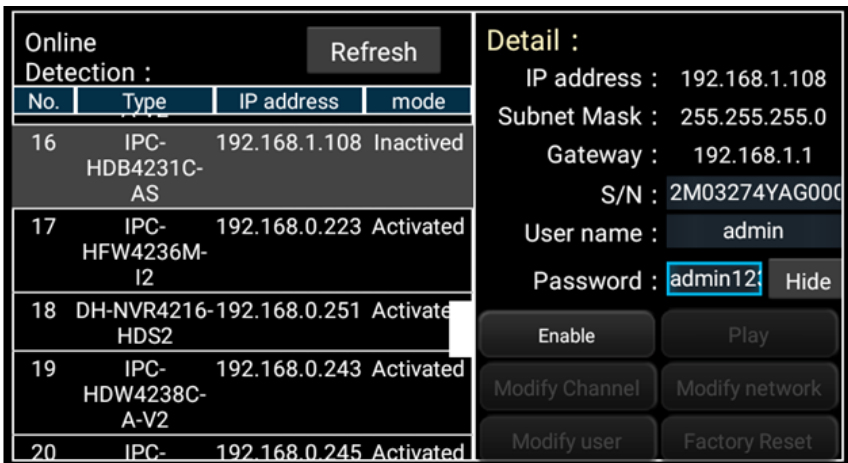 Online
Detection :
Refresh
No. Type IP address mode
16 IPC- 192.168.1.108 Inactived
HDB4231C-
AS
17 IPC- 192.168.0.223 Activated
HFW4236M-
I2
18 DH-NVR4216- 192.168.0.251 Activate
HDS2
19 IPC- 192.168.0.243 Activated
HDW4238C-
A-V2
20 IPC- 192.168.0.245 Activated
Detail :
IP address : 192.168.1.108
Subnet Mask : 255.255.255.0
Gateway : 192.168.1.1
S/N : 2M03274YAG000
User name : admin
Password : admin123 Hide
Enable Play
Modify Channel Modify network
Modify user Factory Reset